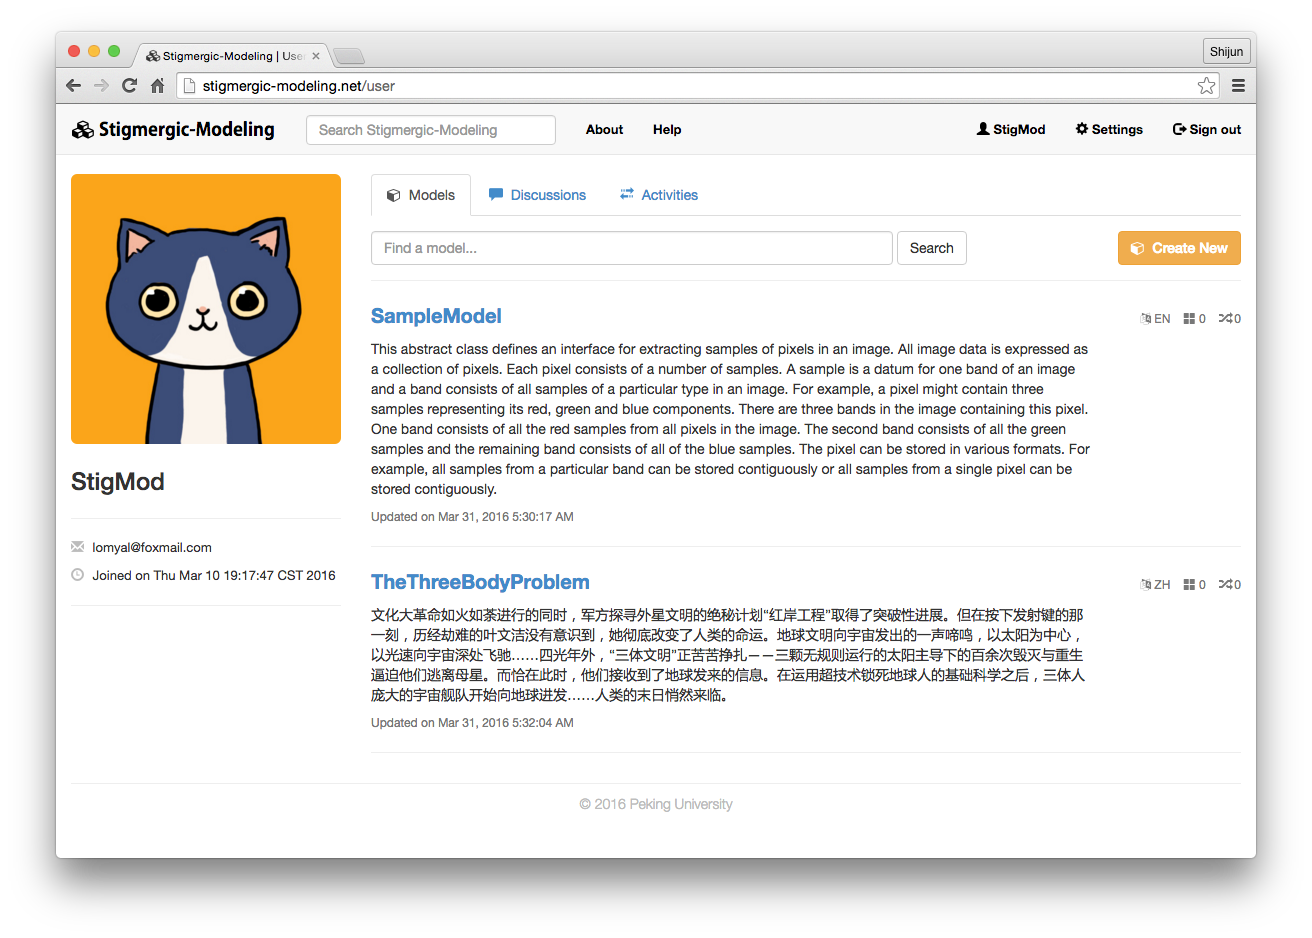 Stigmergic-Modeling | User
Shijun
stigmergic-modeling.net/user
Stigmergic-Modeling
Search Stigmergic-Modeling
About
Help
StigMod
Settings
Sign out
Models
Discussions
Activities
Find a model...
Search
Create New
SampleModel
EN 0 0
This abstract class defines an interface for extracting samples of pixels in an image. All image data is expressed as
a collection of pixels. Each pixel consists of a number of samples. A sample is a datum for one band of an image
and a band consists of all samples of a particular type in an image. For example, a pixel might contain three
samples representing its red, green and blue components. There are three bands in the image containing this pixel.
One band consists of all the red samples from all pixels in the image. The second band consists of all the green
samples and the remaining band consists of all of the blue samples. The pixel can be stored in various formats. For
example, all samples from a particular band can be stored contiguously or all samples from a single pixel can be
stored contiguously.
Updated on Mar 31, 2016 5:30:17 AM
StigMod
lomyal@foxmail.com
Joined on Thu Mar 10 19:17:47 CST 2016
TheThreeBodyProblem
ZH 0 0
文化大革命如火如荼进行的同时，军方探寻外星文明的绝秘计划“红岸工程”取得了突破性进展。但在按下发射键的那
一刻，历经劫难的叶文洁没有意识到，她彻底改变了人类的命运。地球文明向宇宙发出的一声啼鸣，以太阳为中心，
以光速向宇宙深处飞驰……四光年外，“三体文明”正苦苦挣扎——三颗无规则运行的太阳主导下的百余次毁灭与重生
逼迫他们逃离母星。而恰在此时，他们接收到了地球发来的信息。在运用超技术锁死地球人的基础科学之后，三体人
庞大的宇宙舰队开始向地球进发……人类的末日悄然来临。
Updated on Mar 31, 2016 5:32:04 AM
© 2016 Peking University